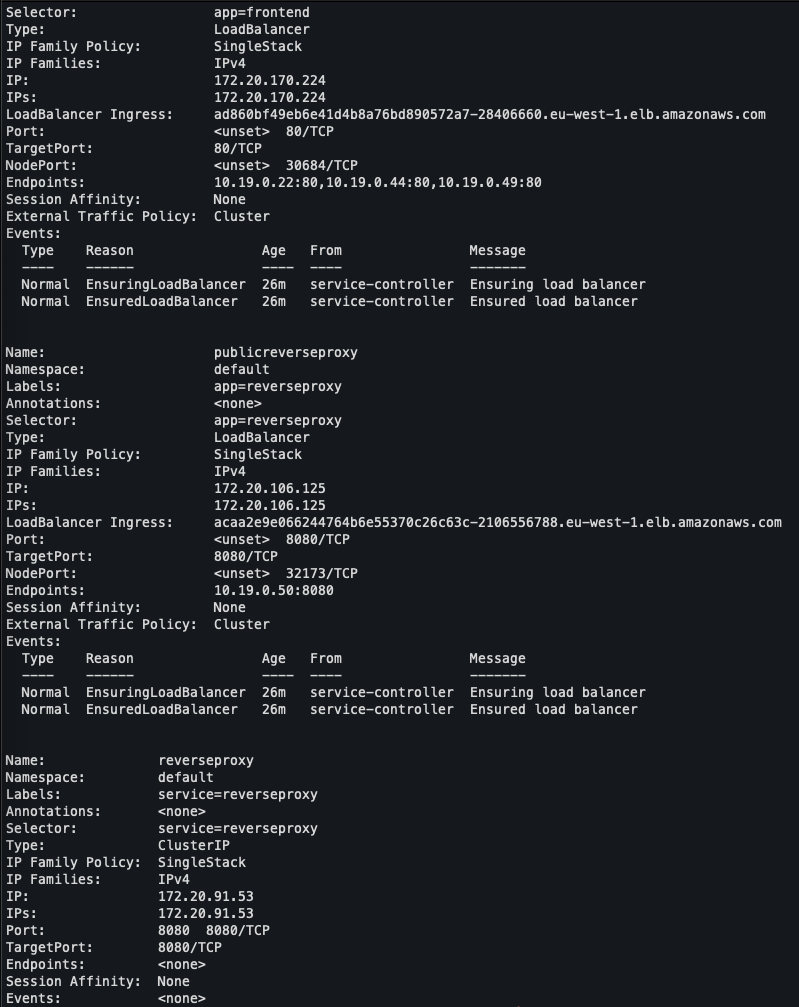 Selector:                 app=frontend
Type:                     LoadBalancer
IP Family Policy:         SingleStack
IP Families:              IPv4
IP:                       172.20.170.224
IPs:                      172.20.170.224
LoadBalancer Ingress:     ad860bf49eb6e41d4b8a76bd890572a7-28406660.eu-west-1.elb.amazonaws.com
Port:                     <unset>  80/TCP
TargetPort:               80/TCP
NodePort:                 <unset>  30684/TCP
Endpoints:                10.19.0.22:80,10.19.0.44:80,10.19.0.49:80
Session Affinity:         None
External Traffic Policy:  Cluster
Events:
  Type    Reason                Age   From                Message
  ----    ------                ----  ----                -------
  Normal  EnsuringLoadBalancer  26m   service-controller  Ensuring load balancer
  Normal  EnsuredLoadBalancer   26m   service-controller  Ensured load balancer

Name:                     publicreverseproxy
Namespace:                default
Labels:                   app=reverseproxy
Annotations:              <none>
Selector:                 app=reverseproxy
Type:                     LoadBalancer
IP Family Policy:         SingleStack
IP Families:              IPv4
IP:                       172.20.106.125
IPs:                      172.20.106.125
LoadBalancer Ingress:     acaa2e9e066244764b6e55370c26c63c-2106556788.eu-west-1.elb.amazonaws.com
Port:                     <unset>  8080/TCP
TargetPort:               8080/TCP
NodePort:                 <unset>  32173/TCP
Endpoints:                10.19.0.50:8080
Session Affinity:         None
External Traffic Policy:  Cluster
Events:
  Type    Reason                Age   From                Message
  ----    ------                ----  ----                -------
  Normal  EnsuringLoadBalancer  26m   service-controller  Ensuring load balancer
  Normal  EnsuredLoadBalancer   26m   service-controller  Ensured load balancer

Name:              reverseproxy
Namespace:         default
Labels:            service=reverseproxy
Annotations:       <none>
Selector:          service=reverseproxy
Type:              ClusterIP
IP Family Policy:  SingleStack
IP Families:       IPv4
IP:                172.20.91.53
IPs:               172.20.91.53
Port:              8080  8080/TCP
TargetPort:        8080/TCP
Endpoints:         <none>
Session Affinity:  None
Events:            <none>